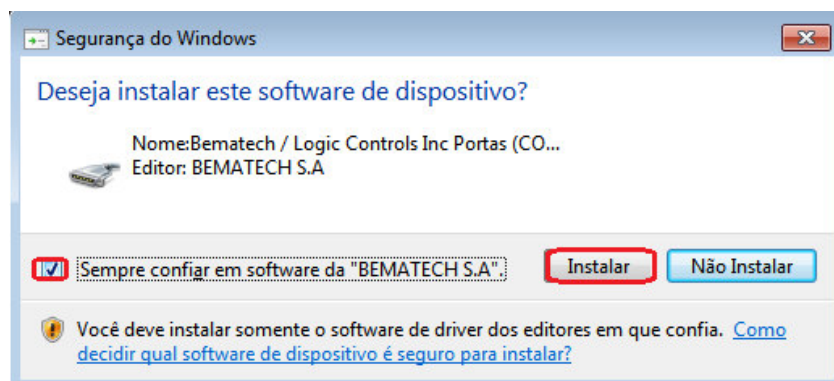 Segurança do Windows
Deseja instalar este software de dispositivo?
Nome:Bematech / Logic Controls Inc Portas (CO...
Editor: BEMATECH S.A
Sempre confiar em software da "BEMATECH S.A". Instalar Não Instalar
Você deve instalar somente o software de driver dos editores em que confia. Como
decidir qual software de dispositivo é seguro para instalar?